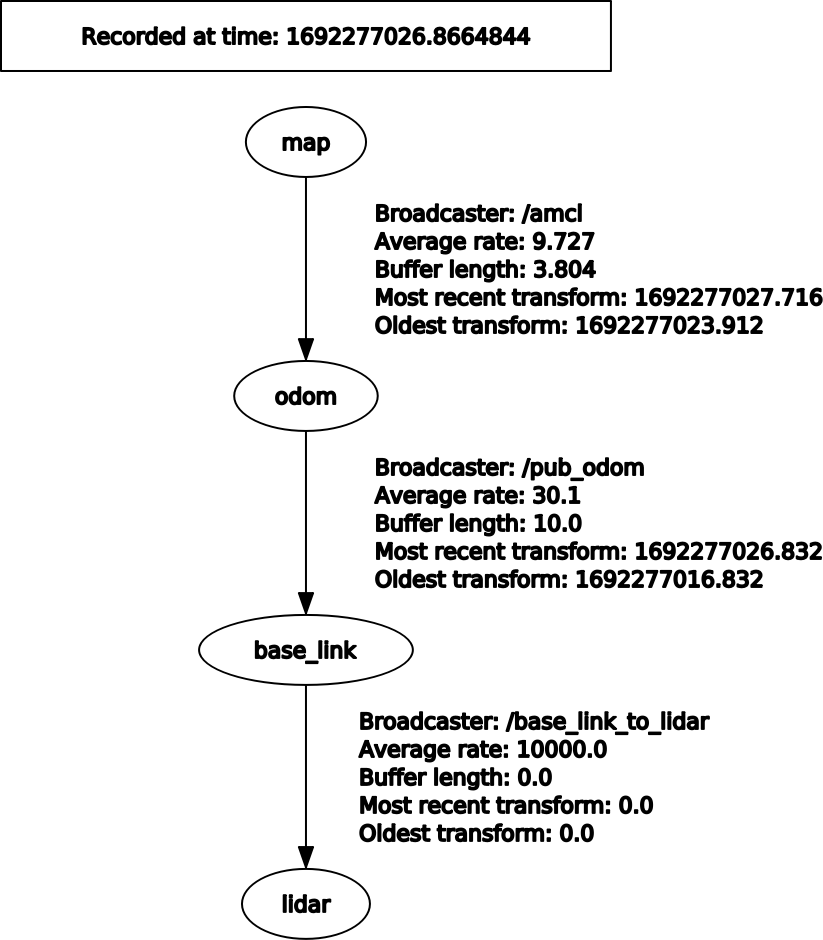 Recorded at time: 1692277026.8664844
map
Broadcaster: /amcl
Average rate: 9.727
Buffer length: 3.804
Most recent transform: 1692277027.716
Oldest transform: 1692277023.912
odom
Broadcaster: /pub_odom
Average rate: 30.1
Buffer length: 10.0
Most recent transform: 1692277026.832
Oldest transform: 1692277016.832
base_link
Broadcaster: /base_link_to_lidar
Average rate: 10000.0
Buffer length: 0.0
Most recent transform: 0.0
Oldest transform: 0.0
lidar